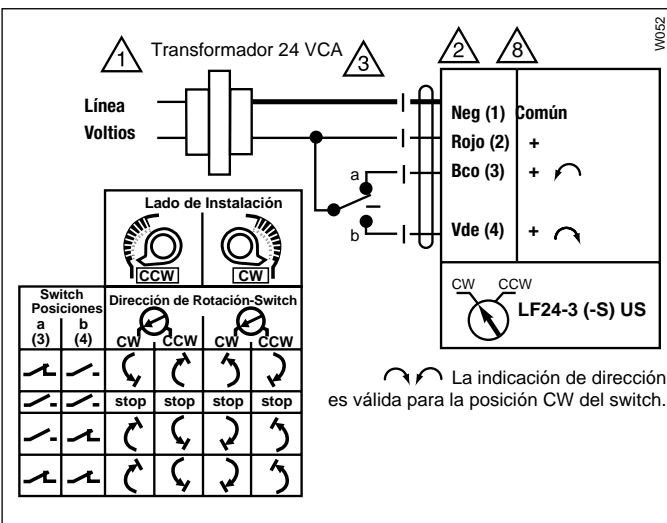 W052
1 Transformador 24 VCA 3 2 8
Línea
Voltios
Neg (1) Común
Rojo (2) +
Bco (3) +
Vde (4) +
a
b
Lado de Instalación
CCW CW
Switch
Posiciones
a b
(3) (4)
Dirección de Rotación-Switch
CW CCW CW CCW
stop stop stop stop
CW CCW
LF24-3 (-S) US
La indicación de dirección
es válida para la posición CW del switch.